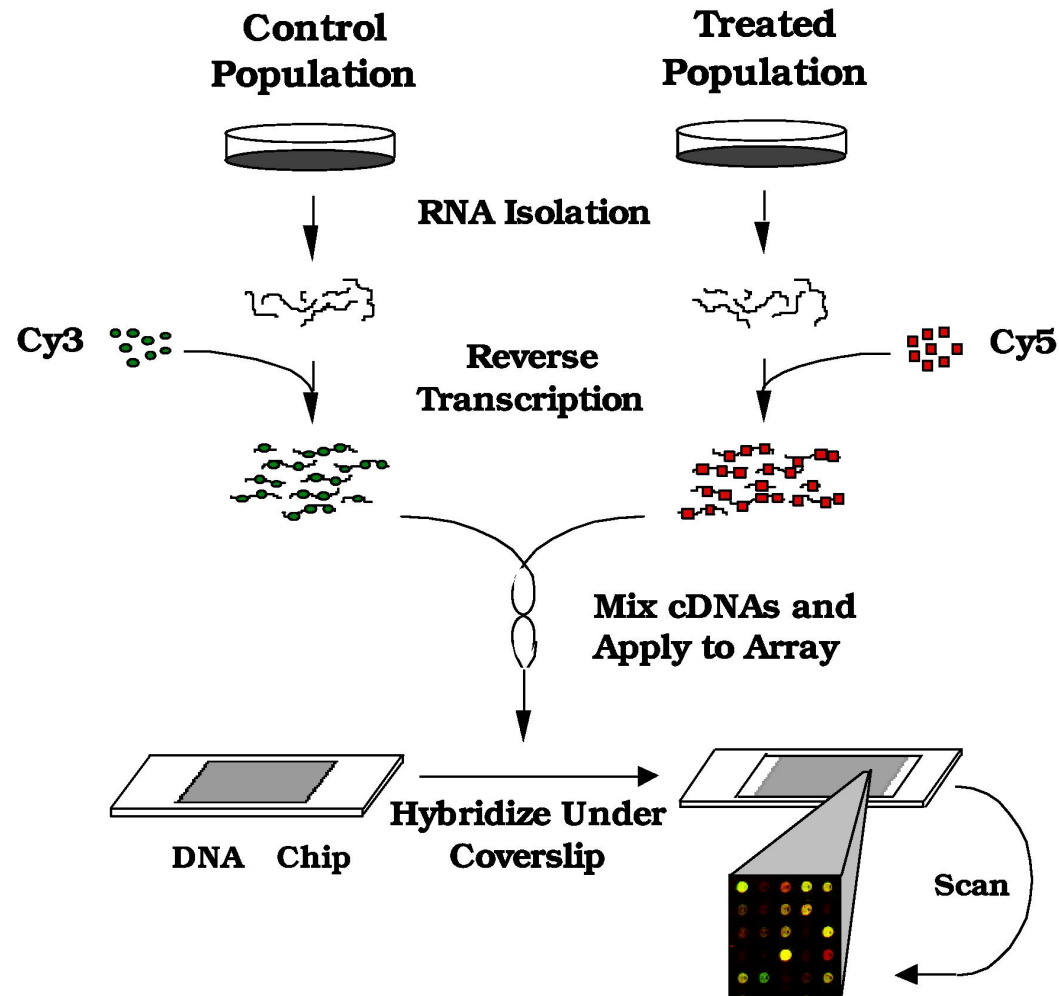 Control
Population
Treated
Population
RNA Isolation
Cy3
Reverse
Transcription
Cy5
Mix cDNAs and
Apply to Array
Hybridize Under
Coverslip
DNA Chip
Scan